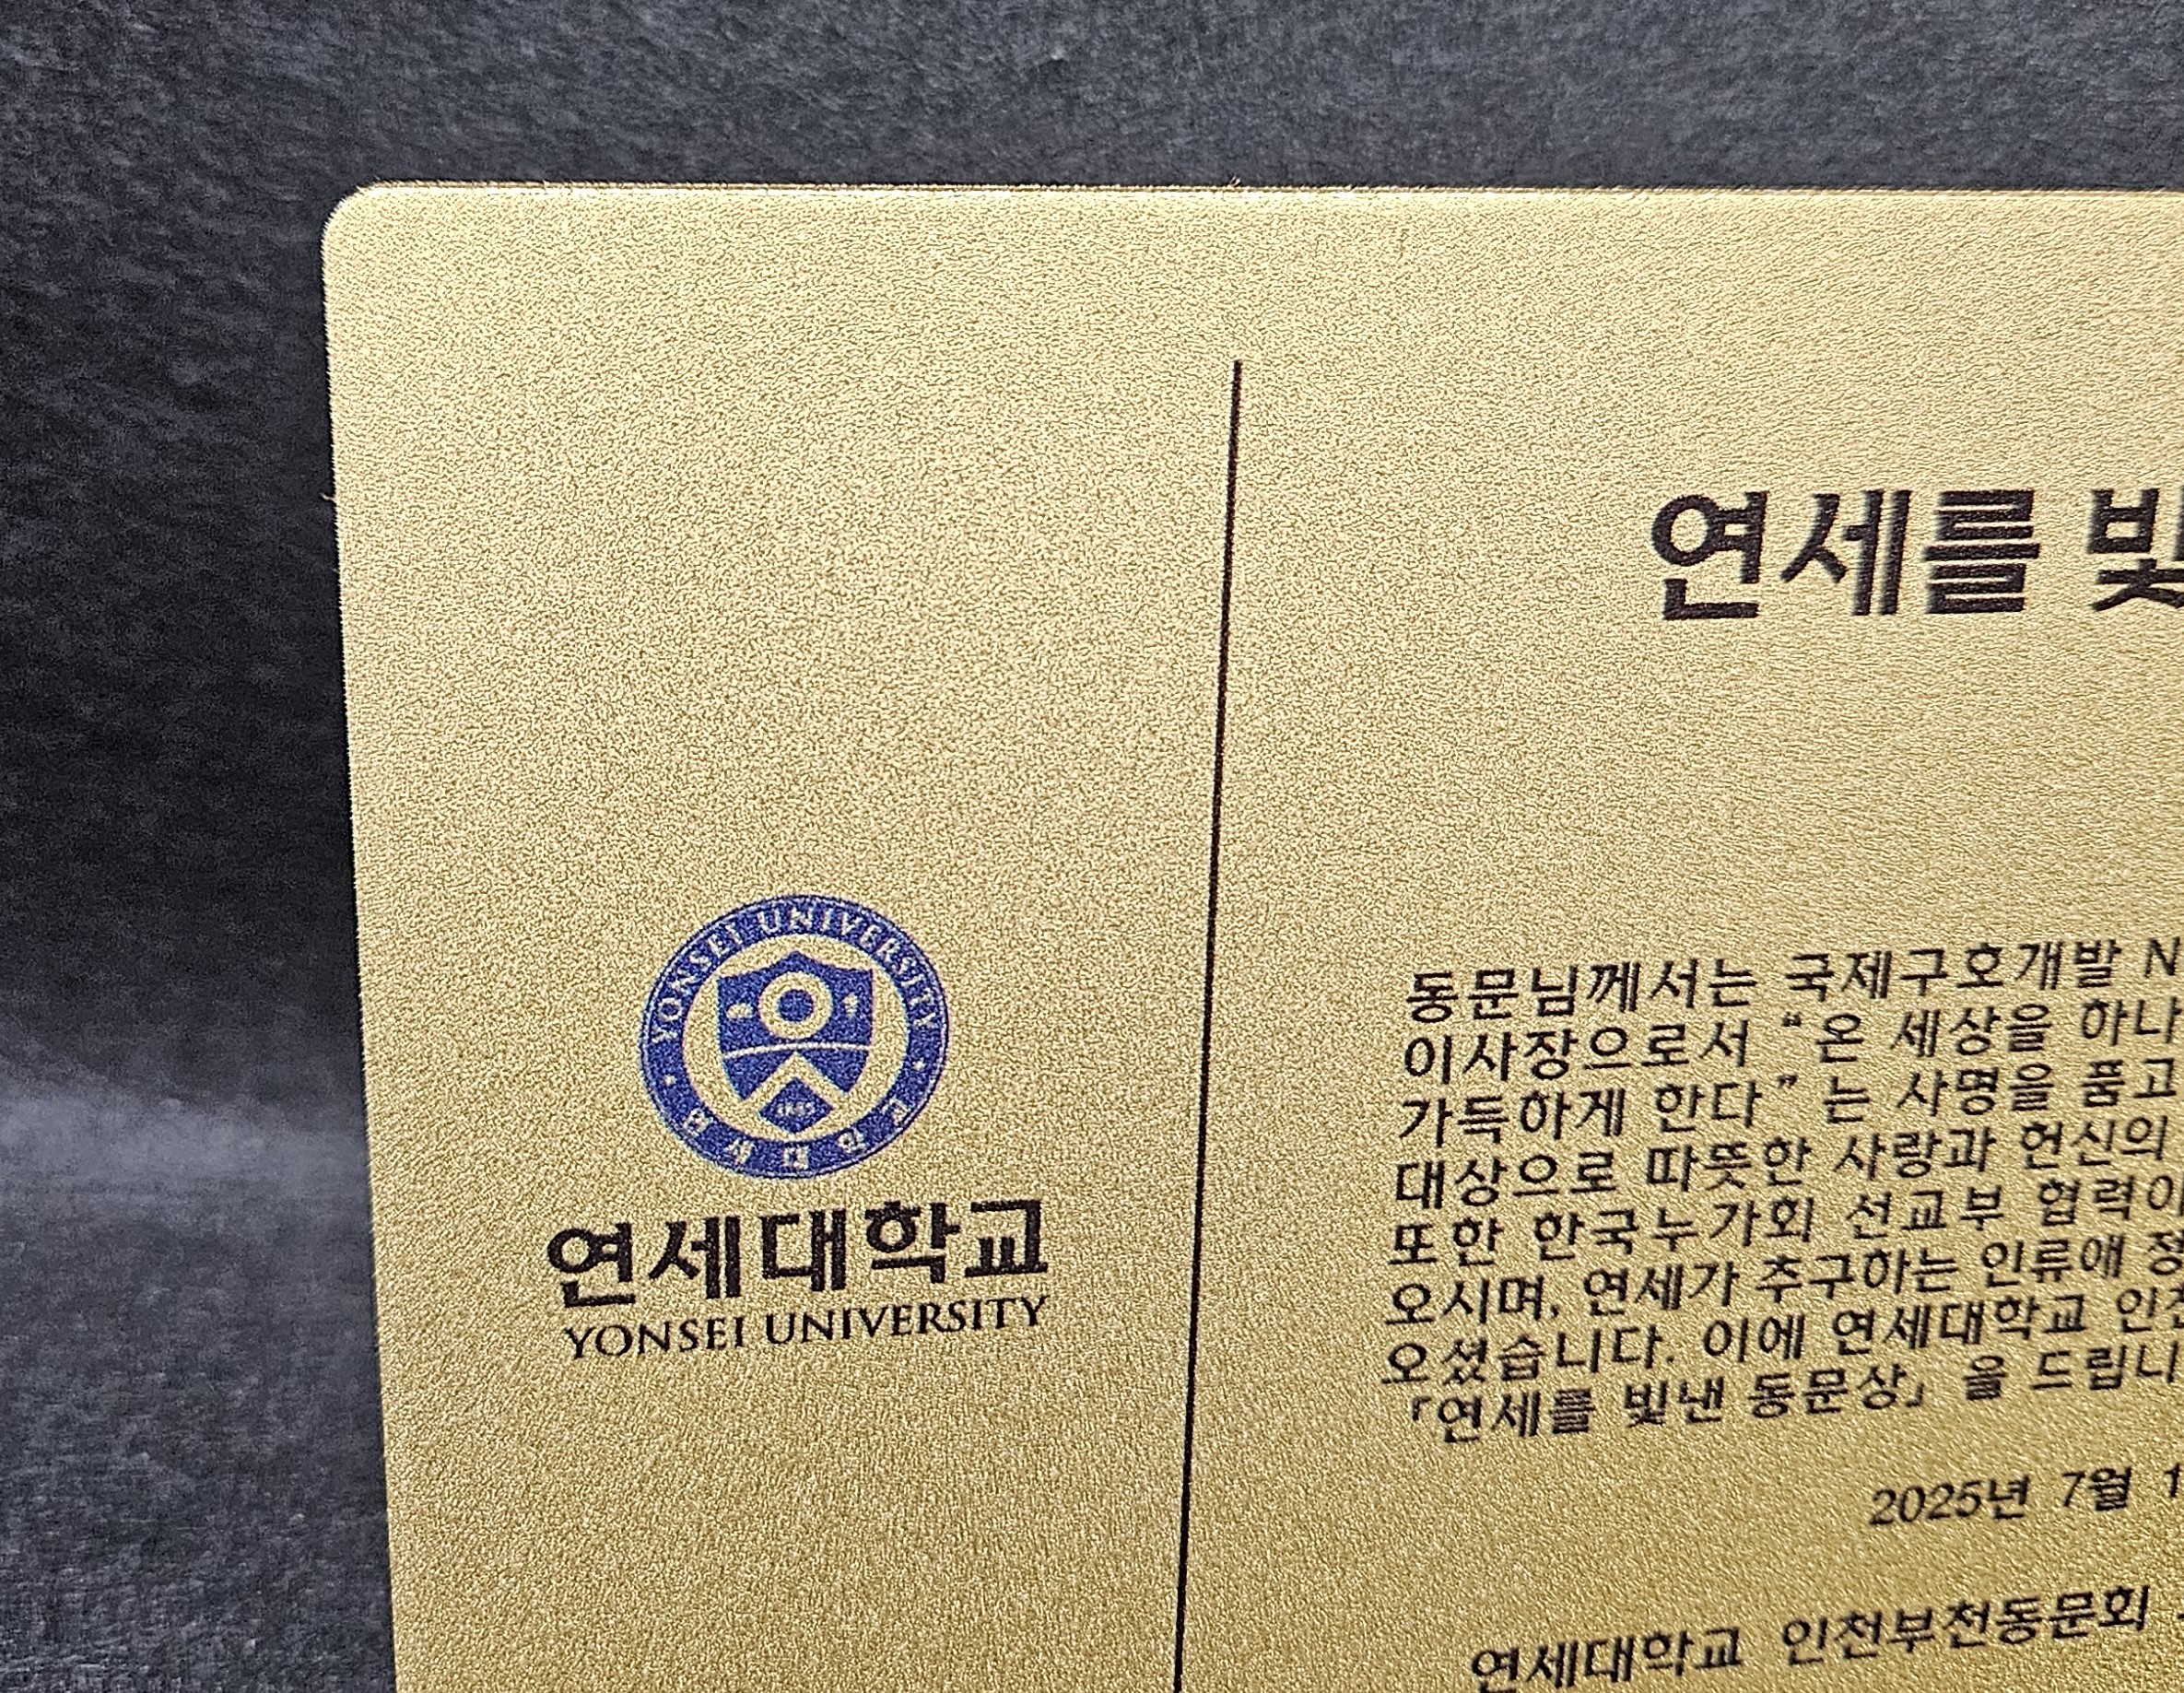 YONSEI UNIVERSITY
연세대학교
YONSEI UNIVERSITY
연세를
동문님께서는 국제구호개발 N
이사장으로서 “온 세상을 하나
가득하게 한다”는 사명을 품고
대상으로 따뜻한 사랑과 헌신의
또한 한국누가회 선교부 협력이
오시며, 연세가 추구하는 인류애 정
오셨습니다. 이에 연세대학교 인천
「연세를 빛낸 동문상」을 드립니
2025년 7월 1
연세대학교 인천부천동문회